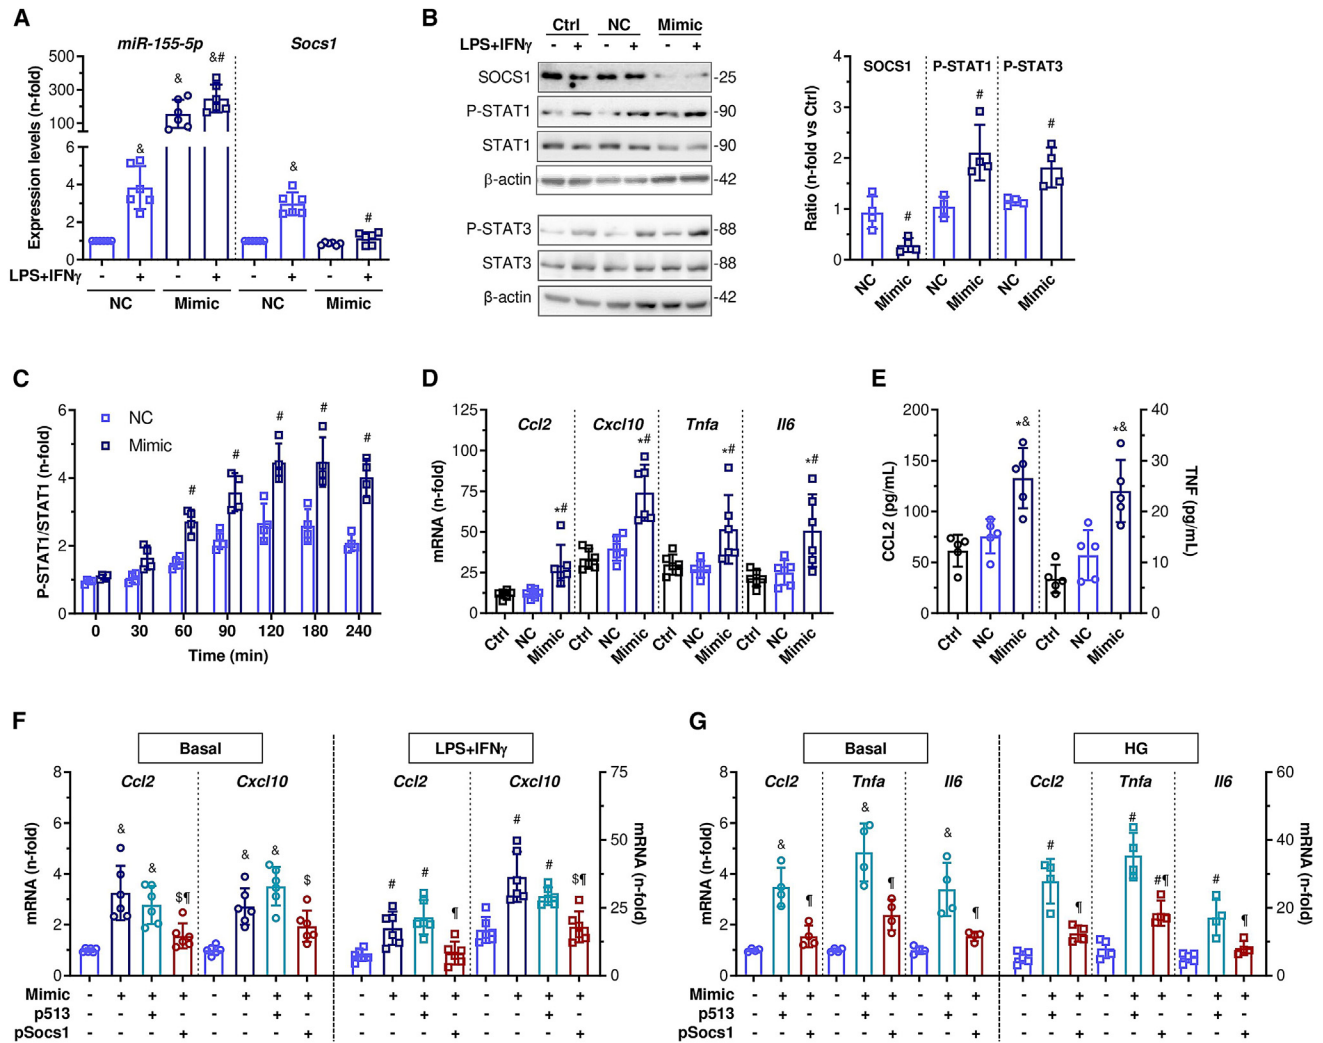 A
miR-155-5p
Socs1
Expression levels (n-fold)
500
300
100
6
4
2
0
&
&
&#
&
#
LPS+IFNγ
- + - + - + - +
NC Mimic NC Mimic
B
Ctrl NC Mimic
LPS+IFNγ - + - + - +
SOCS1 -25
P-STAT1 -90
STAT1 -90
β-actin -42
P-STAT3 -88
STAT3 -88
β-actin -42
Ratio (n-fold vs Ctrl)
4
3
2
1
0
SOCS1 P-STAT1 P-STAT3
#
#
#
NC Mimic NC Mimic NC Mimic
C
P-STAT1/STAT1 (n-fold)
6
4
2
0
NC
Mimic
# # # # #
0 30 60 90 120 180 240
Time (min)
D
mRNA (n-fold)
125
100
75
50
25
0
Ccl2 Cxcl10 Tnfa Il6
*# *# *# *#
Ctrl NC Mimic Ctrl NC Mimic Ctrl NC Mimic Ctrl NC Mimic
E
CCL2 (pg/mL)
200
150
100
50
0
*& *&
40
30
20
10
0
TNF (pg/mL)
Ctrl NC Mimic Ctrl NC Mimic
F
Basal LPS+IFNγ
Ccl2 Cxcl10 Ccl2 Cxcl10
mRNA (n-fold)
8
6
4
2
0
& & $¶ & & $
# # ¶ # # $¶
75
50
25
0
mRNA (n-fold)
Mimic - + + + - + + + - + + + - + + +
p513 - - + - - - + - - - + - - - + -
pSocs1 - - - + - - - + - - - + - - - +
G
Basal HG
Ccl2 Tnfa Il6 Ccl2 Tnfa Il6
mRNA (n-fold)
8
6
4
2
0
& ¶ & ¶ & ¶
# ¶ # #¶ # ¶
60
40
20
0
mRNA (n-fold)
Mimic - + + - + + - + + - + + - + + - + +
p513 - + - - + - - + - - + - - + - - + -
pSocs1 - - + - - + - - + - - + - - + - - +